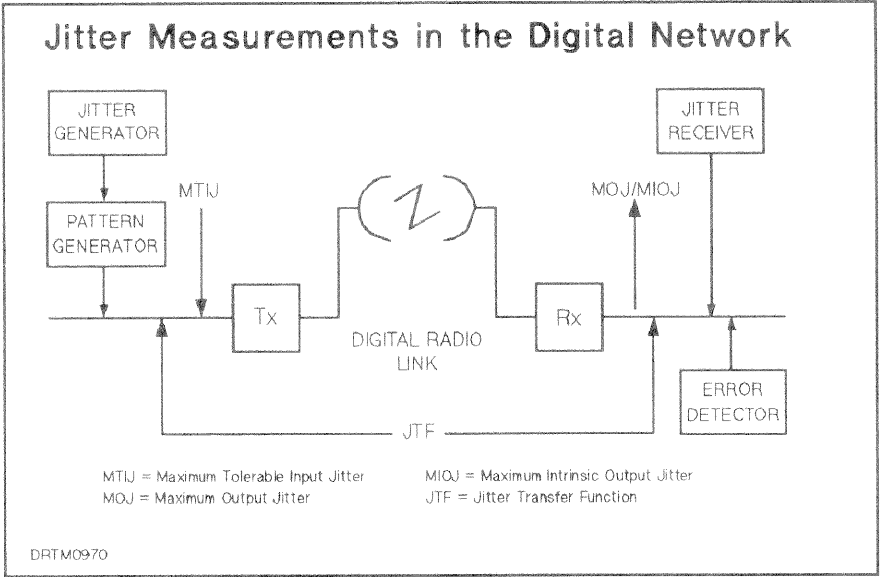 Jitter Measurements in the Digital Network
JITTER
GENERATOR
JITTER
RECEIVER
MTIJ
MOJ/MIOJ
PATTERN
GENERATOR
Tx
Rx
DIGITAL RADIO
LINK
ERROR
DETECTOR
JTF
MTIJ = Maximum Tolerable Input Jitter
MIOJ = Maximum Intrinsic Output Jitter
MOJ = Maximum Output Jitter
JTF = Jitter Transfer Function
DRTM0970